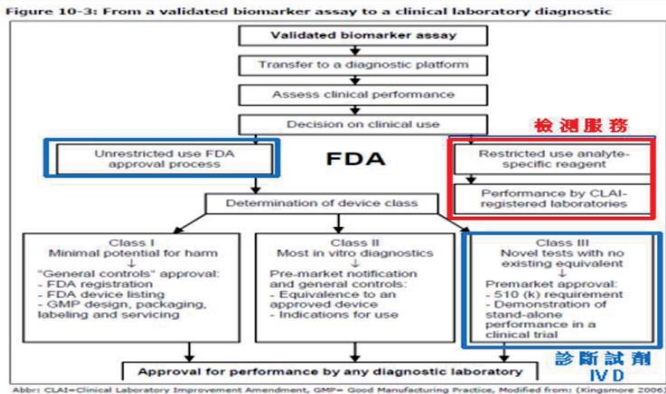 Figure 10-3: From a validated biomarker assay to a clinical laboratory diagnostic
Validated biomarker assay
Transfer to a diagnostic platform
Assess clinical performance
Decision on clinical use
檢測服務
Unrestricted use FDA
approval process
FDA
Restricted use analyte-
specific reagent
Performance by CLAI-
registered laboratories
Determination of device class
Class I
Minimal potential for harm
↓
"General controls" approval:
- FDA registration
- FDA device listing
- GMP design, packaging,
labeling and servicing
Class II
Most in vitro diagnostics
↓
Pre-market notification
and general controls:
- Equivalence to an
approved device
- Indications for use
Class III
Novel tests with no
existing equivalent
↓
Premarket approval:
- 510 (k) requirement
- Demonstration of
stand-alone
performance in a
clinical trial
診斷試劑
IVD
Approval for performance by any diagnostic laboratory
Abbr: CLAI=Clinical Laboratory Improvement Amendment, GMP= Good Manufacturing Practice, Modified from: (Kingsmore 2006)